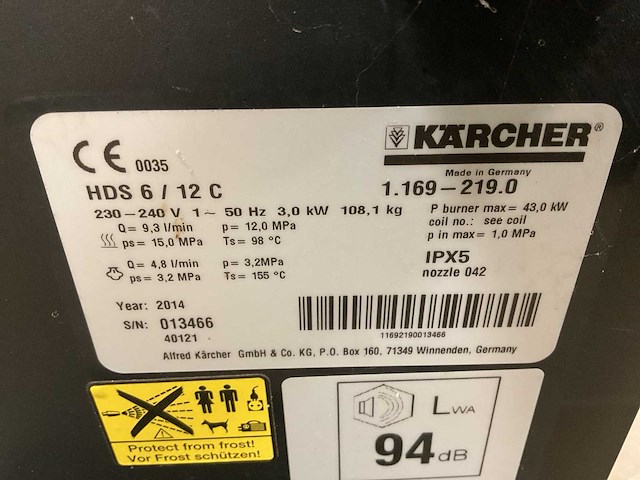 CE 0035
KÄRCHER®
Made in Germany
HDS 6 / 12 C
1.169-219.0
230-240 V 1~ 50 Hz 3,0 kW 108,1 kg
P burner max= 43,0 kW
Q= 9,3 l/min p= 12,0 MPa
coil no.: see coil
ps= 15,0 MPa Ts= 98 °C
p in max= 1,0 MPa
Q= 4,8 l/min p= 3,2MPa
IPX5
ps= 3,2 MPa Ts= 155 °C
nozzle 042
Year: 2014
S/N: 013466
40121
11692190013466
Alfred Kärcher GmbH & Co. KG, P.O. Box 160, 71349 Winnenden, Germany
Protect from frost!
Vor Frost schützen!
LWA
94 dB